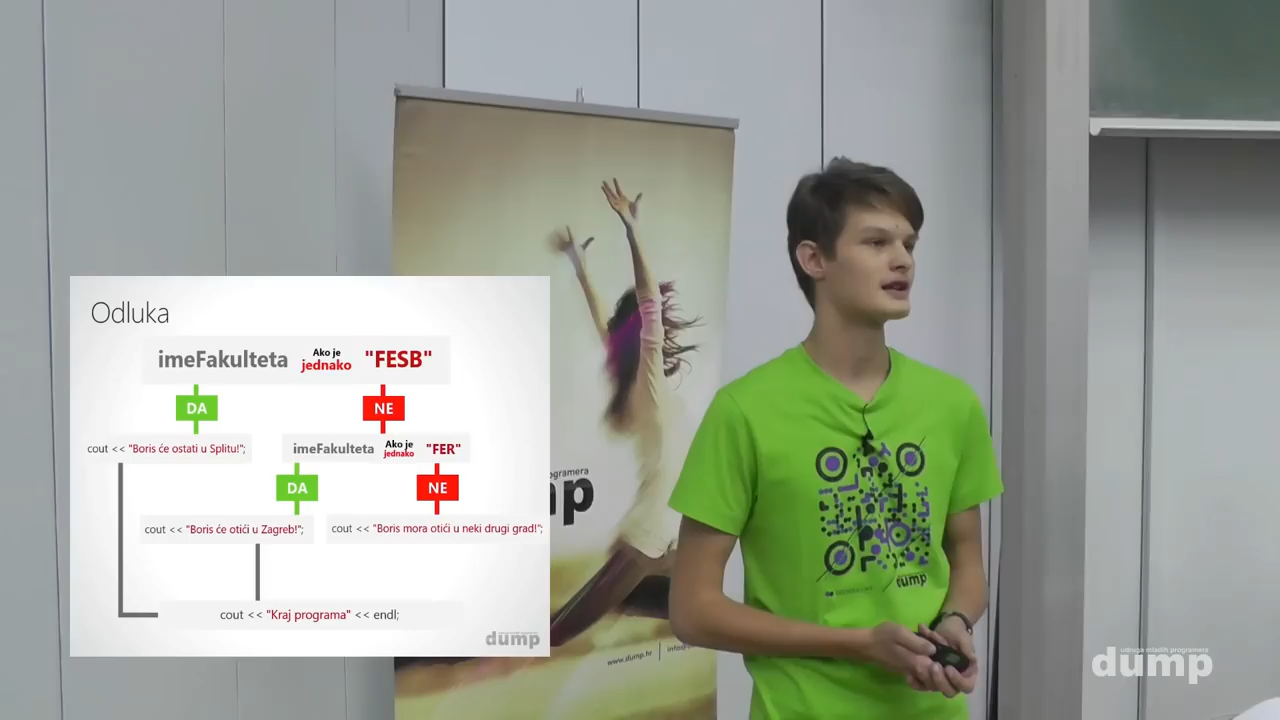 Odluka
imeFakulteta Ako je jednako "FESB"
DA
NE
cout << "Boris će ostati u Splitu!";
imeFakulteta Ako je jednako "FER"
DA
NE
cout << "Boris će otići u Zagreb!";
cout << "Boris mora otići u neki drugi grad!";
cout << "Kraj programa" << endl;
dump
www.dump.hr
dump
udruga mladih programera
dump